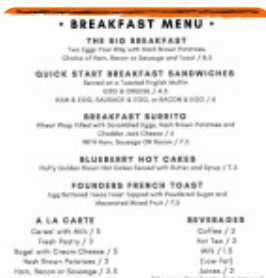 • BREAKFAST MENU •
THE BIG BREAKFAST
Two Eggs Your Way with Hash Brown Potatoes,
Choice of Ham, Bacon or Sausage and Toast / 8.5
QUICK START BREAKFAST SANDWICHES
Served on a Toasted English Muffin
EGG & CHEESE / 4.5
HAM & EGG, SAUSAGE & EGG, or BACON & EGG / 6
BREAKFAST BURRITO
Wheat Wrap Filled with Scrambled Eggs, Hash Brown Potatoes and
Cheddar Jack Cheese / 6
WITH Ham, Sausage OR Bacon / 7.5
BLUEBERRY HOT CAKES
Fluffy Golden Brown Hot Cakes Served with Butter and Syrup / 7.5
FOUNDERS FRENCH TOAST
Egg Battered Texas Toast Topped with Powdered Sugar and
Macerated Mixed Fruit / 7.5
A LA CARTE
Cereal with Milk / 5
Fresh Pastry / 3
Bagel with Cream Cheese / 5
Hash Brown Potatoes / 3
Ham, Bacon or Sausage / 3.5
BEVERAGES
Coffee / 3
Hot Tea / 3
Milk / 1.5
(Low Fat)
Juices / 3